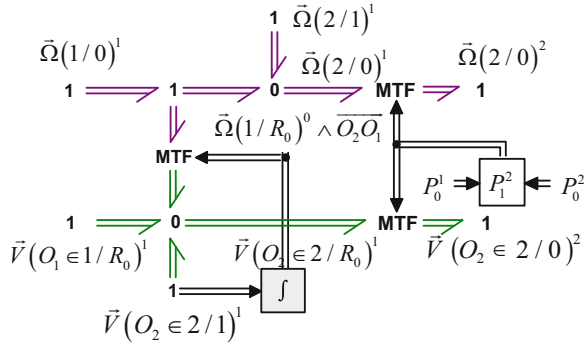 Ω⃗(2/1)¹
1
Ω⃗(1/0)¹ Ω⃗(2/0)¹ Ω⃗(2/0)²
1 1 0 MTF 1
Ω⃗(1/R₀)⁰ ∧ O₂O₁⃗
MTF
P₀¹ P₁² P₀²
1 0 MTF 1
V⃗(O₁ ∈ 1/R₀)¹ V⃗(O₂ ∈ 2/R₀)¹ V⃗(O₂ ∈ 2/0)²
1 ∫
V⃗(O₂ ∈ 2/1)¹